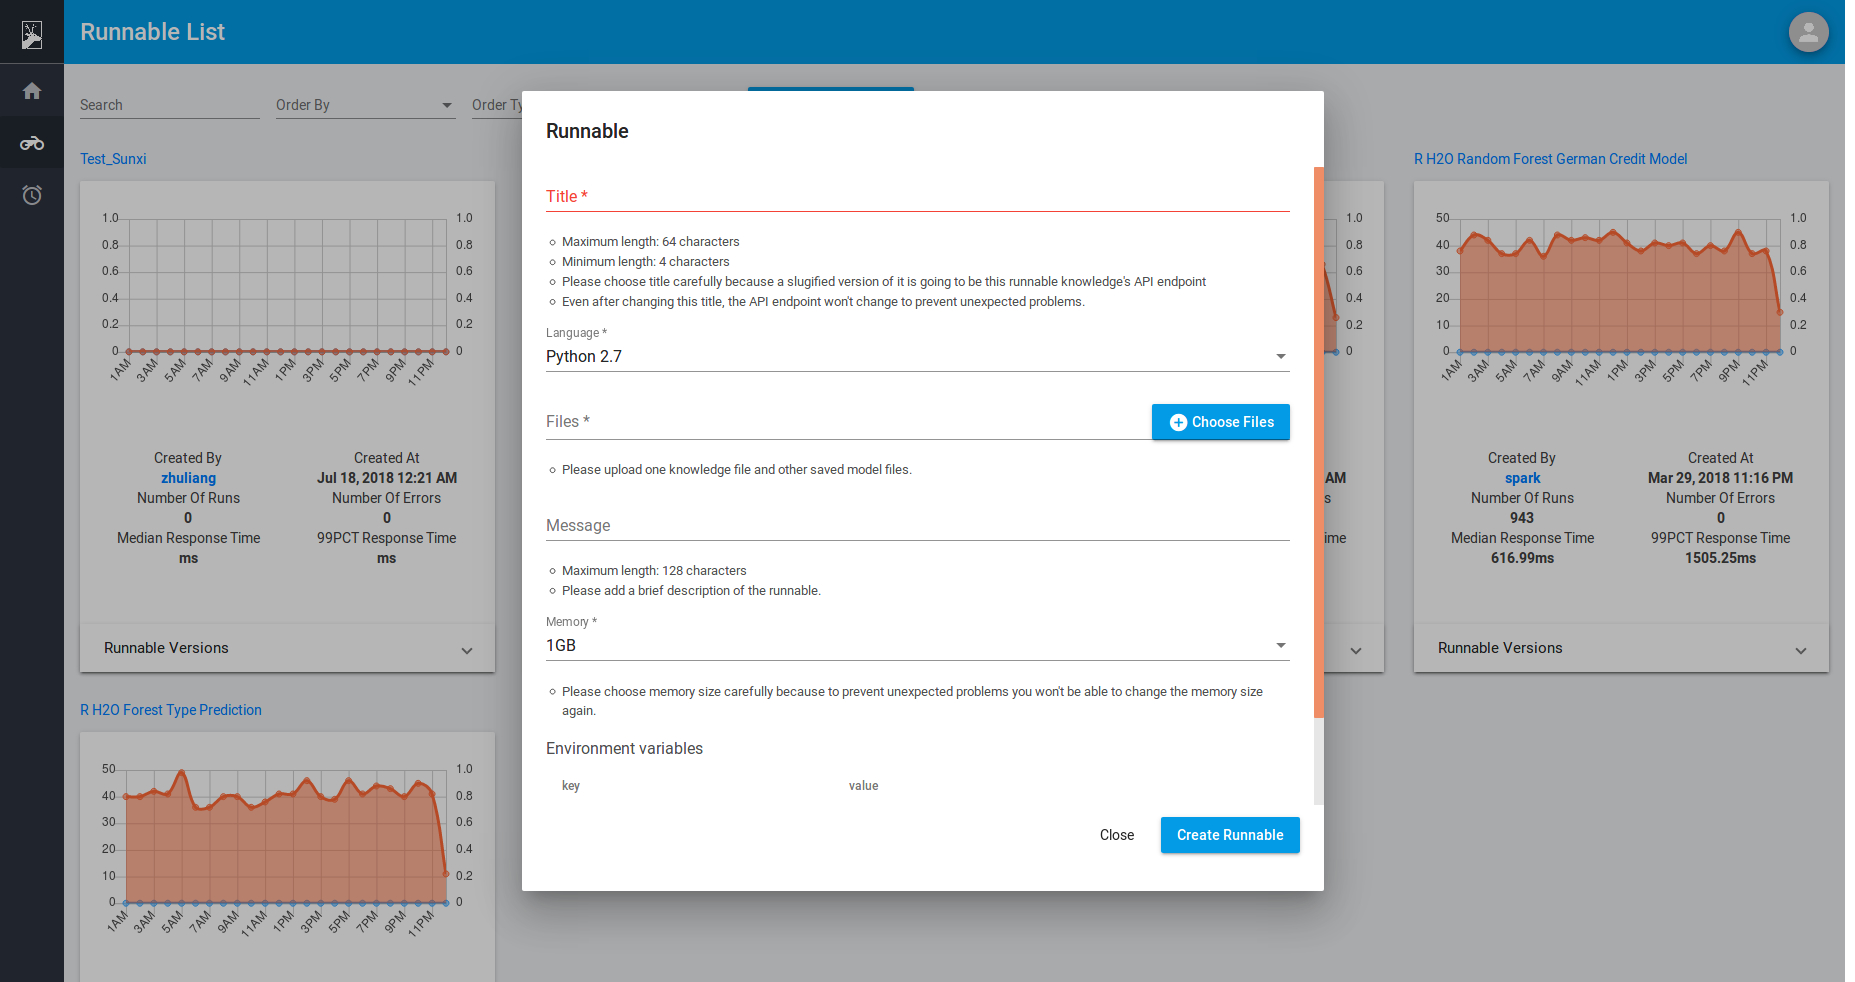 Runnable List
Search
Order By
Order Ty
Test_Sunxi
1.0
0.8
0.6
0.4
0.2
0
1.0
0.8
0.6
0.4
0.2
0
1AM 3AM 5AM 7AM 9AM 11AM 1PM 3PM 5PM 7PM 9PM 11PM
Created By
zhuliang
Number Of Runs
0
Median Response Time
ms
Created At
Jul 18, 2018 12:21 AM
Number Of Errors
0
99PCT Response Time
ms
Runnable Versions
Runnable
Title *
Maximum length: 64 characters
Minimum length: 4 characters
Please choose title carefully because a slugified version of it is going to be this runnable knowledge's API endpoint
Even after changing this title, the API endpoint won't change to prevent unexpected problems.
Language *
Python 2.7
Files *
Choose Files
Please upload one knowledge file and other saved model files.
Message
Maximum length: 128 characters
Please add a brief description of the runnable.
Memory *
1GB
Please choose memory size carefully because to prevent unexpected problems you won't be able to change the memory size
again.
Environment variables
key
value
Close
Create Runnable
1.0
0.8
0.6
0.4
0.2
0
AM
s
ime
R H2O Random Forest German Credit Model
50
40
30
20
10
0
1.0
0.8
0.6
0.4
0.2
0
1AM 3AM 5AM 7AM 9AM 11AM 1PM 3PM 5PM 7PM 9PM 11PM
Created By
spark
Number Of Runs
943
Median Response Time
616.99ms
Created At
Mar 29, 2018 11:16 PM
Number Of Errors
0
99PCT Response Time
1505.25ms
Runnable Versions
R H2O Forest Type Prediction
50
40
30
20
10
0
1.0
0.8
0.6
0.4
0.2
0
1AM 3AM 5AM 7AM 9AM 11AM 1PM 3PM 5PM 7PM 9PM 11PM